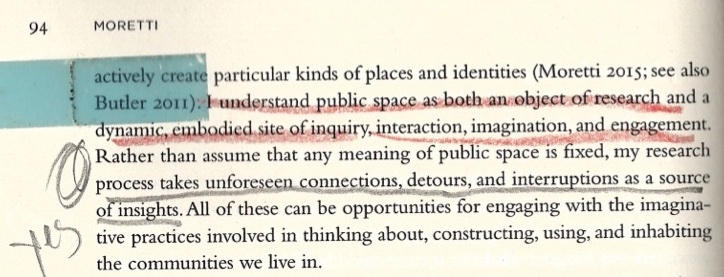 94 MORETTI
actively create particular kinds of places and identities (Moretti 2015; see also
Butler 2011). I understand public space as both an object of research and a
dynamic, embodied site of inquiry, interaction, imagination, and engagement.
Rather than assume that any meaning of public space is fixed, my research
process takes unforeseen connections, detours, and interruptions as a source
of insights. All of these can be opportunities for engaging with the imagina-
yes
tive practices involved in thinking about, constructing, using, and inhabiting
the communities we live in.